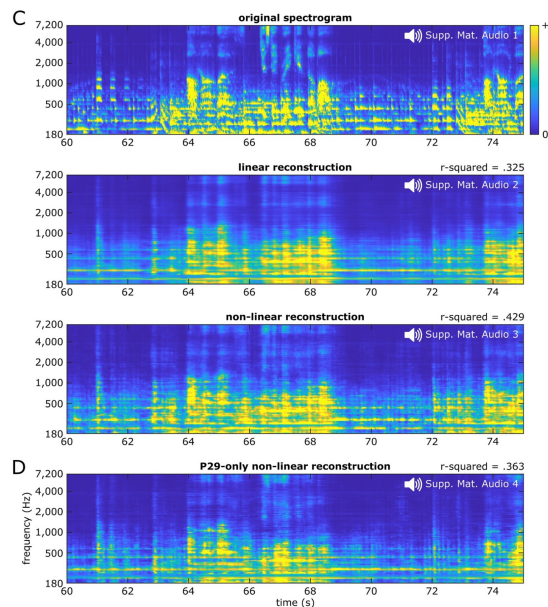 C
original spectrogram
Supp. Mat. Audio 1
7,200
4,000
2,000
1,000
500
180
60 62 64 66 68 70 72 74
+
0
linear reconstruction
r-squared = .325
Supp. Mat. Audio 2
7,200
4,000
2,000
1,000
500
180
60 62 64 66 68 70 72 74
non-linear reconstruction
r-squared = .429
Supp. Mat. Audio 3
7,200
4,000
2,000
1,000
500
180
60 62 64 66 68 70 72 74
D
P29-only non-linear reconstruction
r-squared = .363
Supp. Mat. Audio 4
7,200
4,000
2,000
1,000
500
180
frequency (Hz)
60 62 64 66 68 70 72 74
time (s)